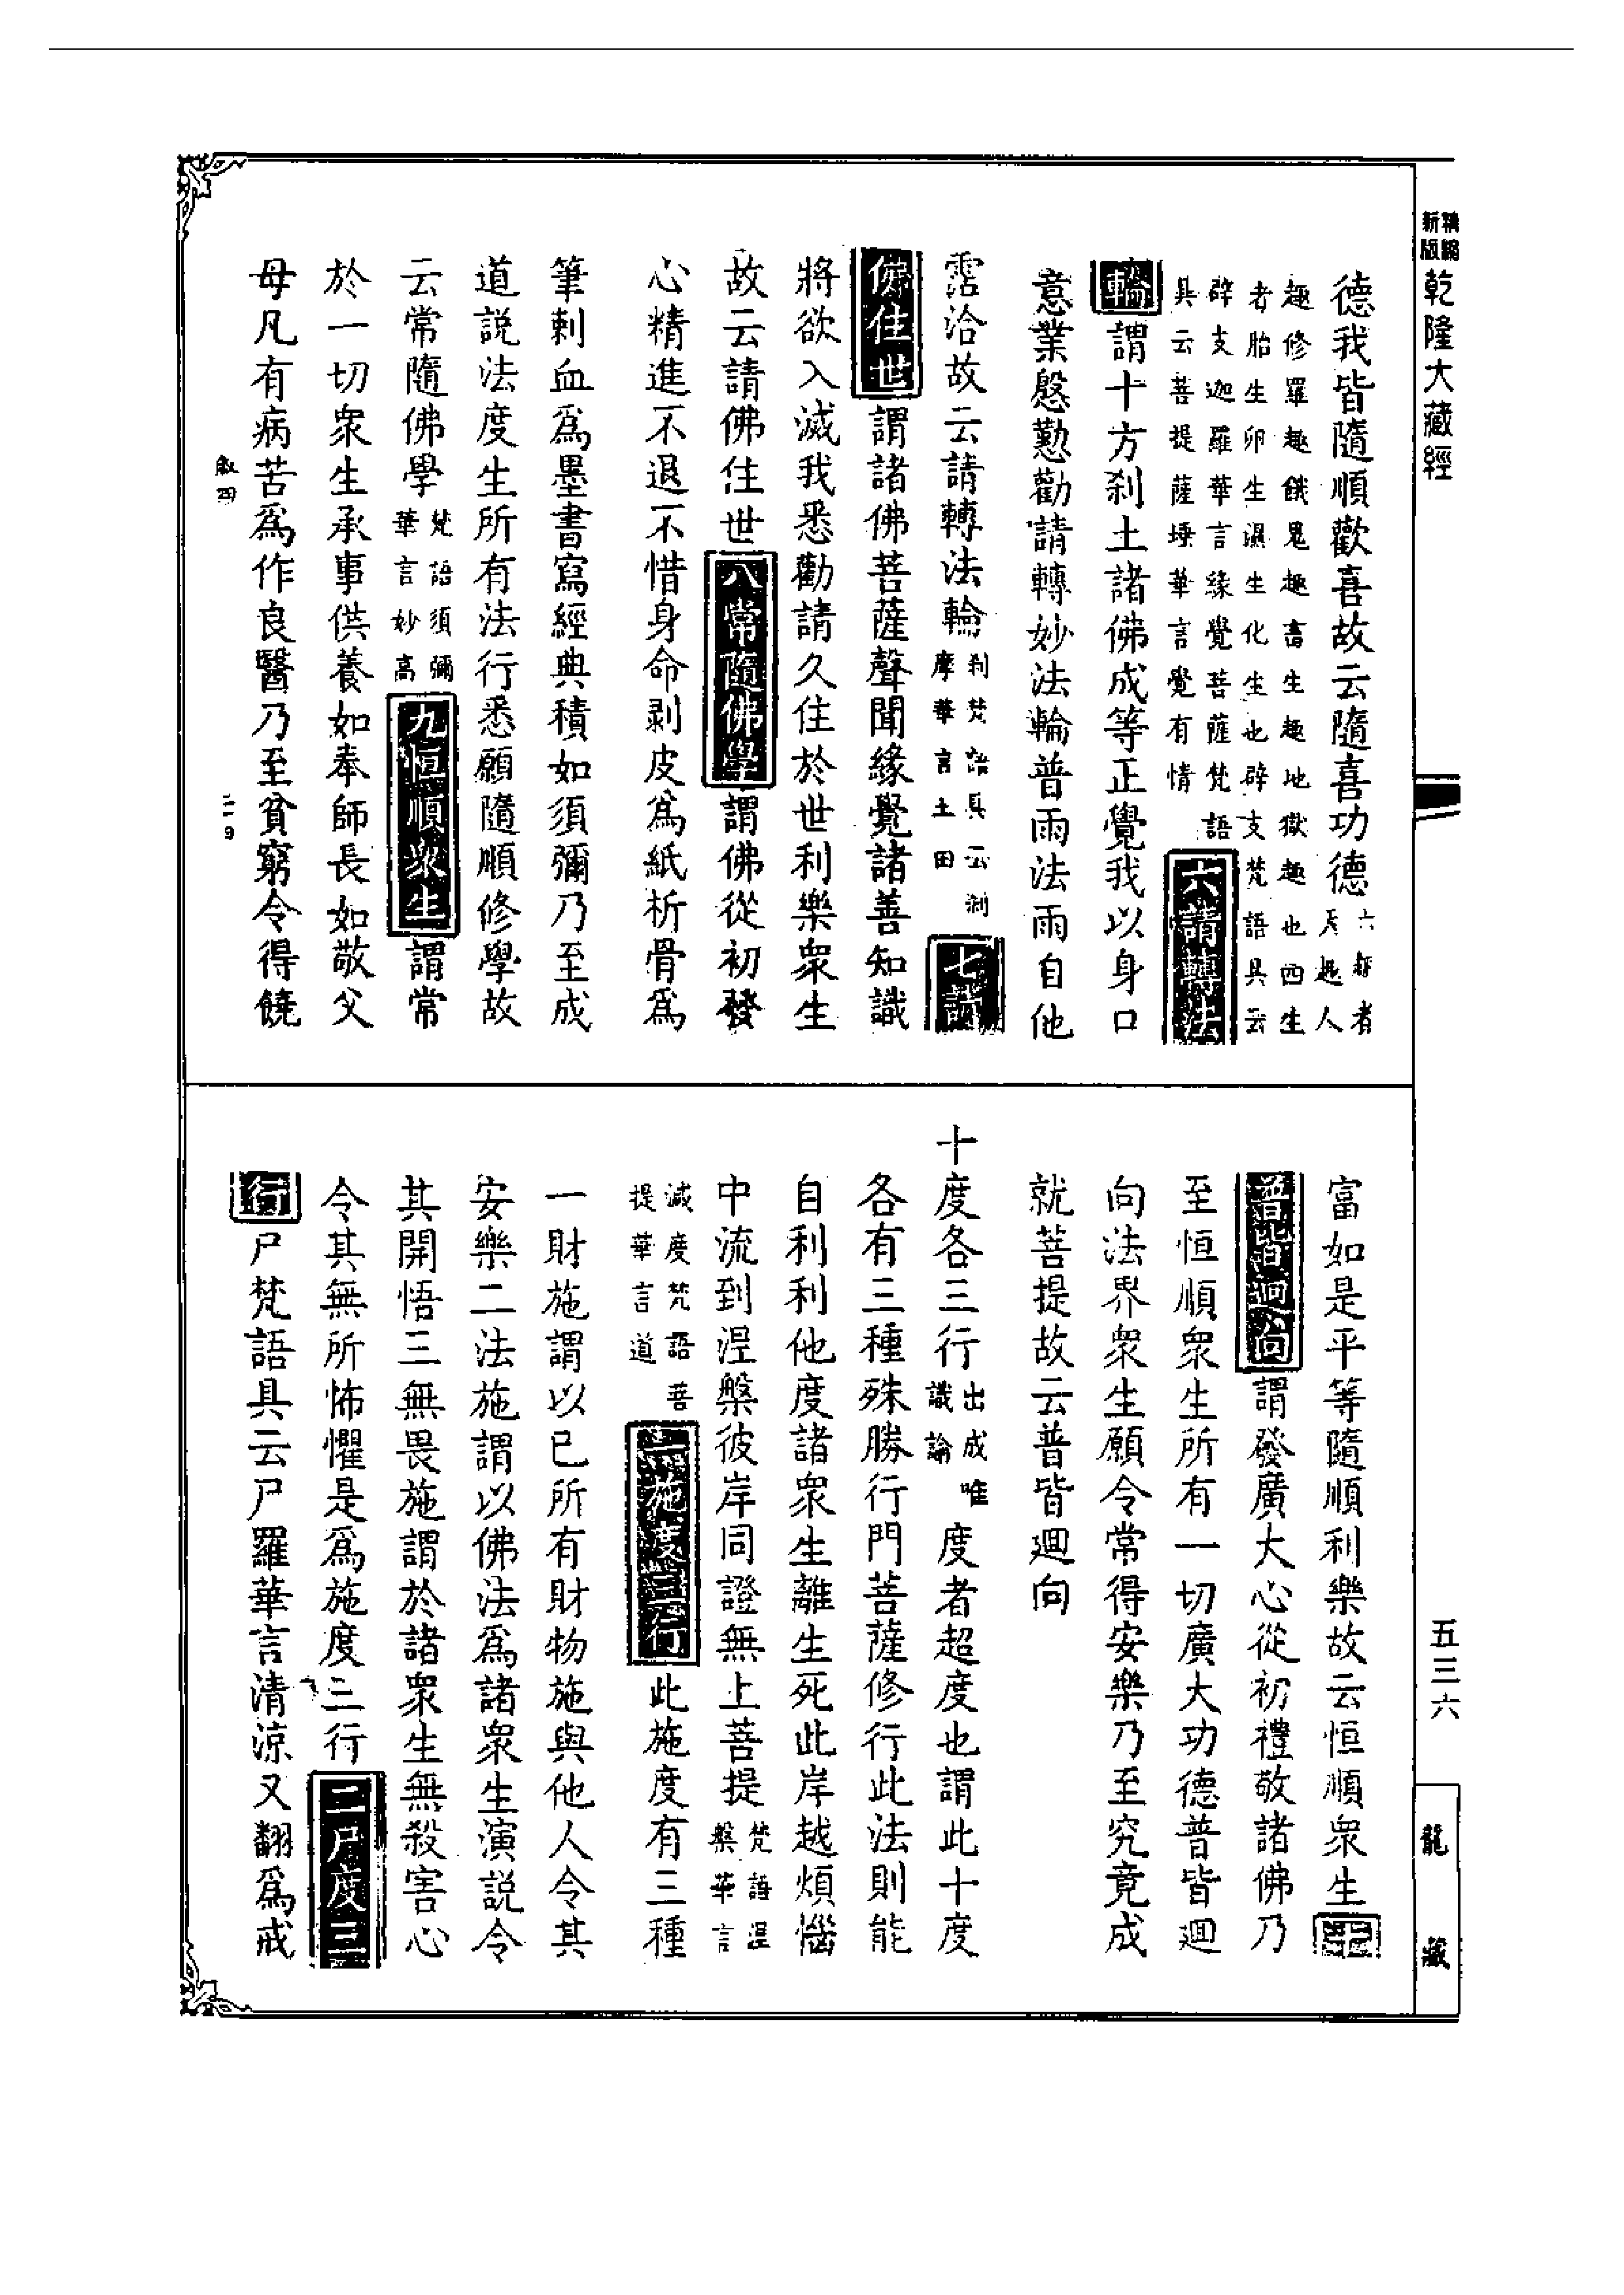 新編
精版
乾隆大藏經
德我皆隨順歡喜故云隨喜功德六趣者天趣人
趣修羅趣餓鬼趣畜生趣地獄趣也四生
者胎生卵生濕生化生也辟支梵語具云
辟支迦羅華言緣覺菩薩梵語
具云菩提薩埵華言覺有情六請轉法
輪謂十方刹土諸佛成等正覺我以身口
意業慇懃勸請轉妙法輪普雨法雨自他
霑洽故云請轉法輪刹梵語具云刹摩華言土田七請
佛住世謂諸佛菩薩聲聞緣覺諸善知識
將欲入滅我悉勸請久住於世利樂衆生
故云請佛住世八常隨佛學謂佛從初發
心精進不退不惜身命剥皮爲紙析骨爲
筆刺血爲墨書寫經典積如須彌乃至成
道説法度生所有法行悉願隨順修學故
云常隨佛學梵語須彌華言妙高九恒順衆生謂常
於一切衆生承事供養如奉師長如敬父
母凡有病苦爲作良醫乃至貧窮令得饒
富如是平等隨順利樂故云恒順衆生十
普皆迴向謂發廣大心從初禮敬諸佛乃
至恒順衆生所有一切廣大功德普皆迴
向法界衆生願令常得安樂乃至究竟成
就菩提故云普皆迴向
十度各三行出成唯識論度者超度也謂此十度
各有三種殊勝行門菩薩修行此法則能
自利利他度諸衆生離生死此岸越煩惱
中流到涅槃彼岸同證無上菩提梵語涅槃華言
滅度梵語菩提華言道一施度三行此施度有三種
一財施謂以已所有財物施與他人令其
安樂二法施謂以佛法爲諸衆生演説令
其開悟三無畏施謂於諸衆生無殺害心
令其無所怖懼是爲施度三行二尸度三
行尸梵語具云尸羅華言清涼又翻爲戒
五三六
龍藏